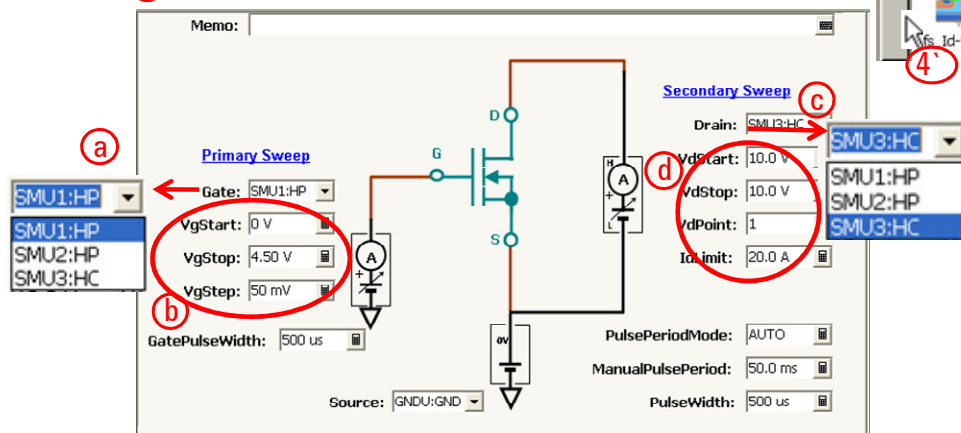 Memo:
fs Id-
4`
Secondary Sweep
c
Drain: SMU3:HC
SMU3:HC
SMU1:HP
SMU2:HP
SMU3:HC
a
Primary Sweep
Gate: SMU1:HP
SMU1:HP
SMU1:HP
SMU2:HP
SMU3:HC
VgStart: 0 V
VgStop: 4.50 V
VgStep: 50 mV
b
GatePulseWidth: 500 us
D
G
S
A
H
A
+
L
+
0V
d
VdStart: 10.0 V
VdStop: 10.0 V
VdPoint: 1
IdLimit: 20.0 A
PulsePeriodMode: AUTO
ManualPulsePeriod: 50.0 ms
PulseWidth: 500 us
Source: GNDU:GND